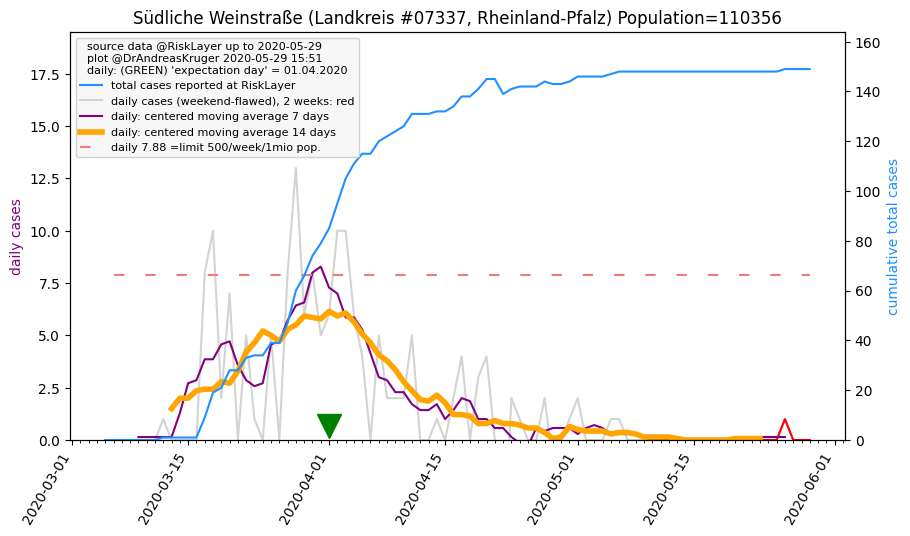 Südliche Weinstraße (Landkreis #07337, Rheinland-Pfalz) Population=110356
source data @RiskLayer up to 2020-05-29
plot @DrAndreasKruger 2020-05-29 15:51
daily: (GREEN) 'expectation day' = 01.04.2020
total cases reported at RiskLayer
daily cases (weekend-flawed), 2 weeks: red
daily: centered moving average 7 days
daily: centered moving average 14 days
daily 7.88 =limit 500/week/1mio pop.
daily cases
17.5
15.0
12.5
10.0
7.5
5.0
2.5
0.0
160
140
120
100
80
60
40
20
0
cumulative total cases
2020-03-01
2020-03-15
2020-04-01
2020-04-15
2020-05-01
2020-05-15
2020-06-01